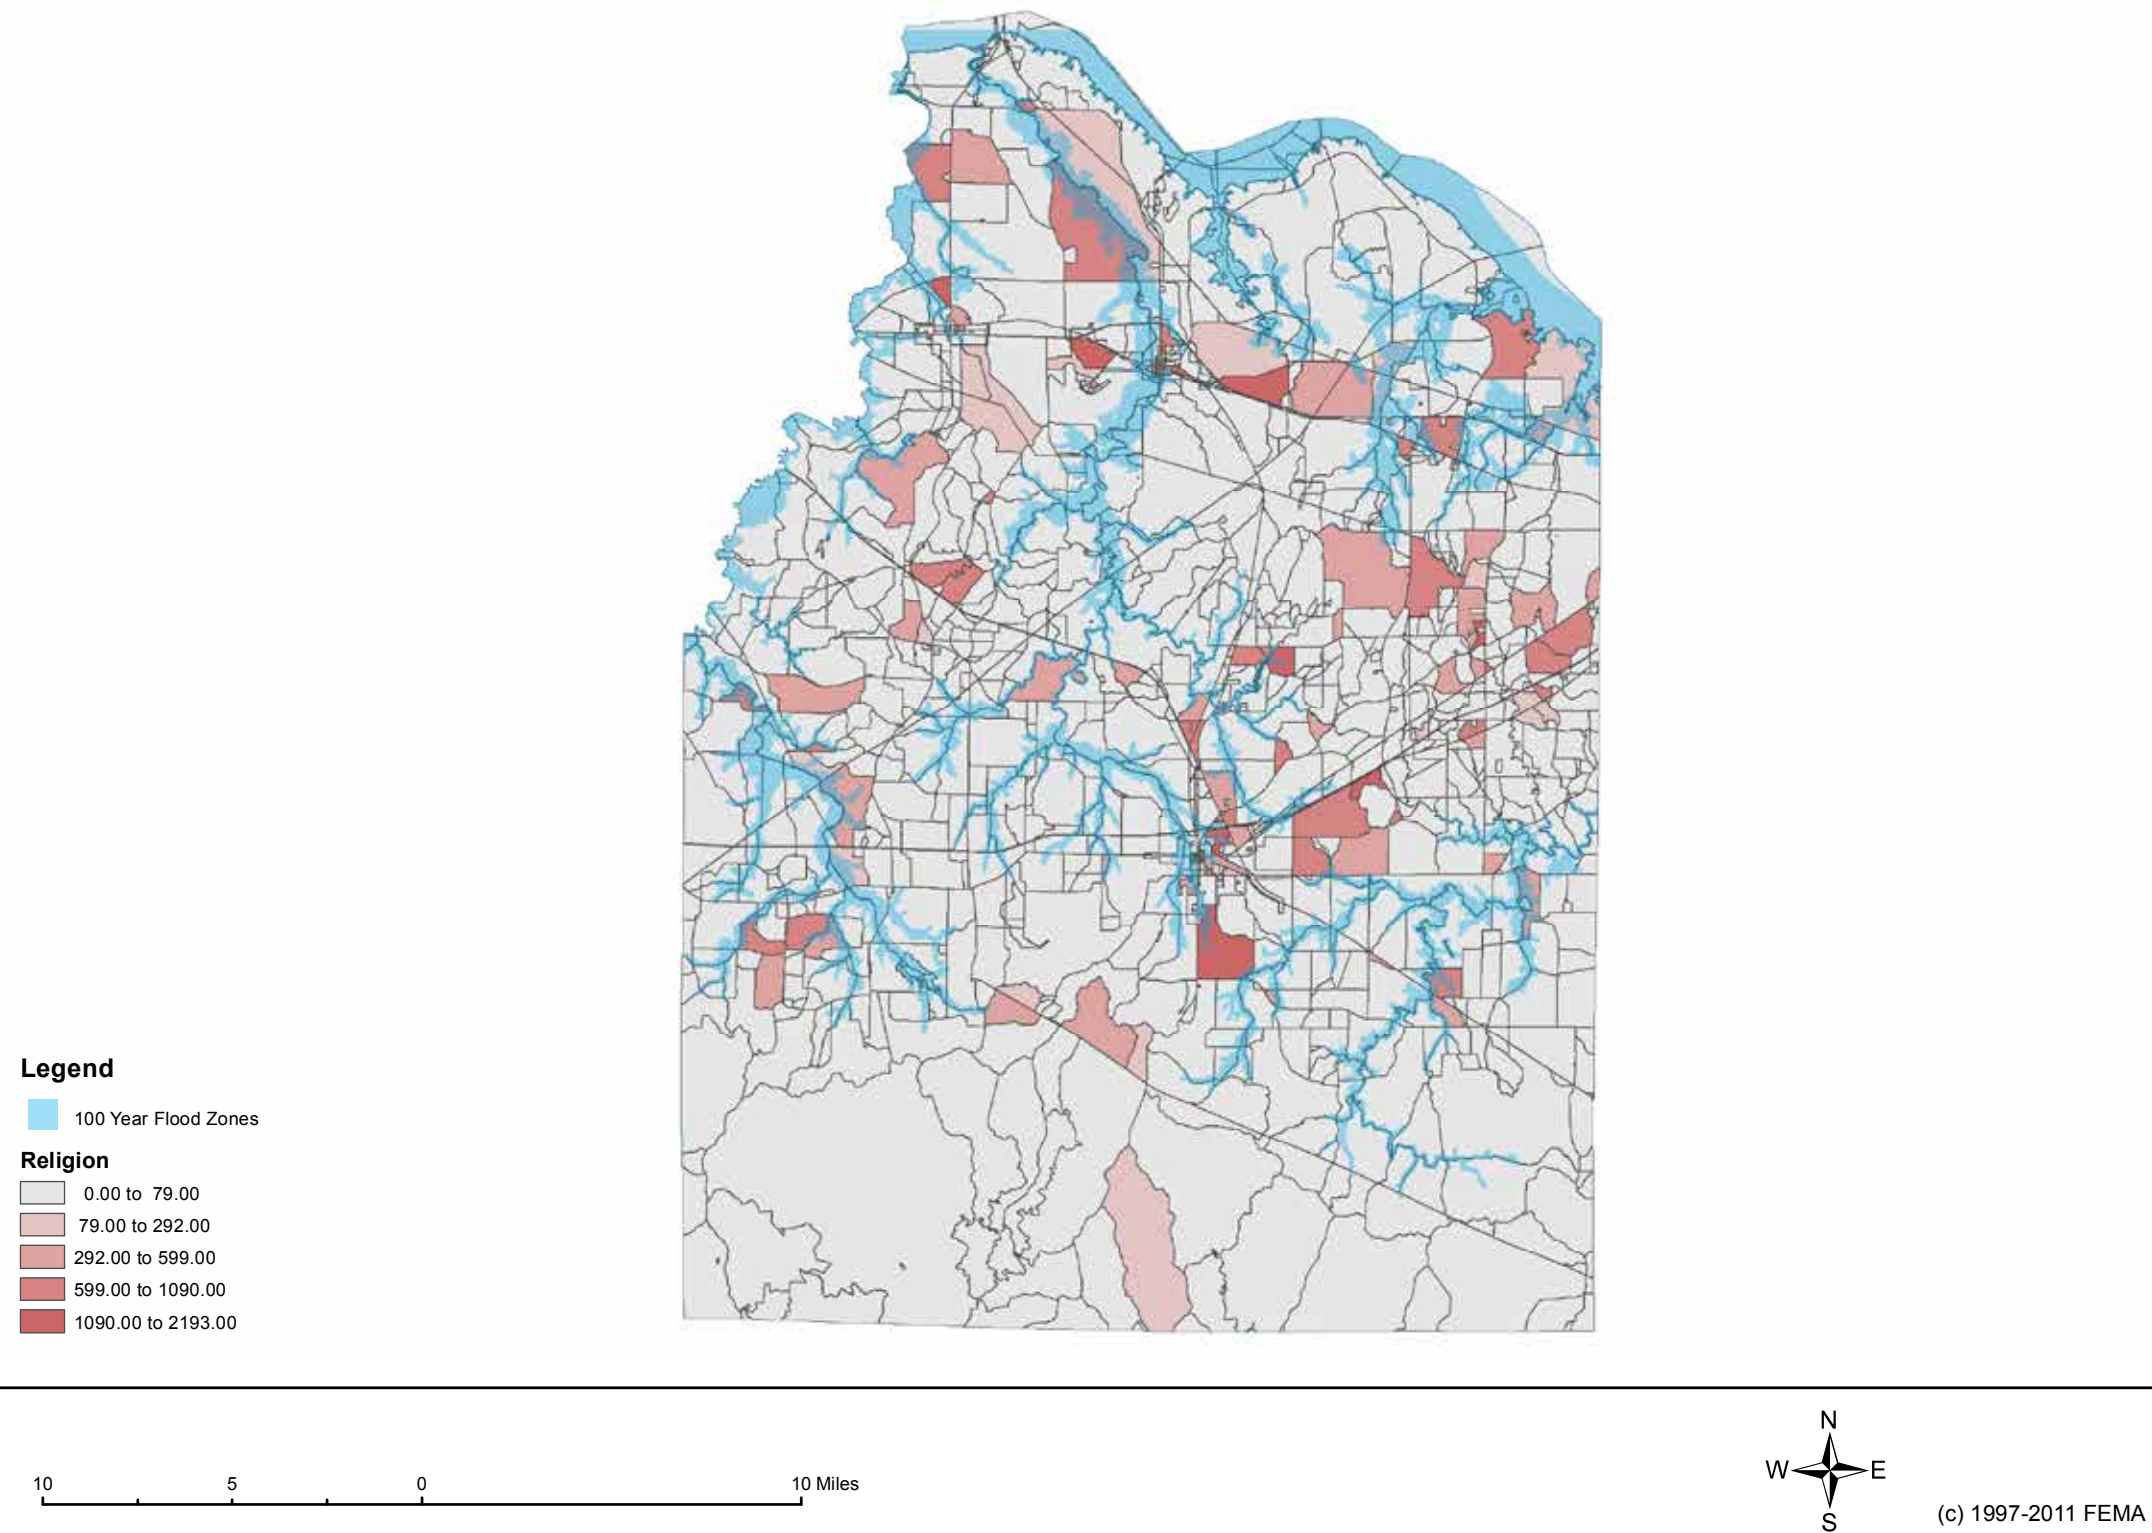 Legend
100 Year Flood Zones
Religion
0.00 to 79.00
79.00 to 292.00
292.00 to 599.00
599.00 to 1090.00
1090.00 to 2193.00
10 5 0 10 Miles
N
W E
S
(c) 1997-2011 FEMA